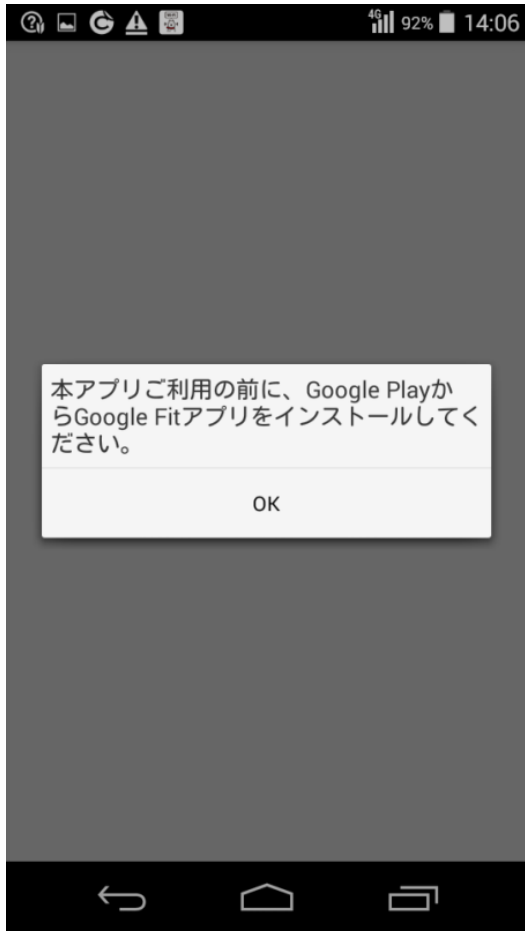 4G 92% 14:06
本アプリご利用の前に、Google Playか
らGoogle Fitアプリをインストールしてく
ださい。
OK